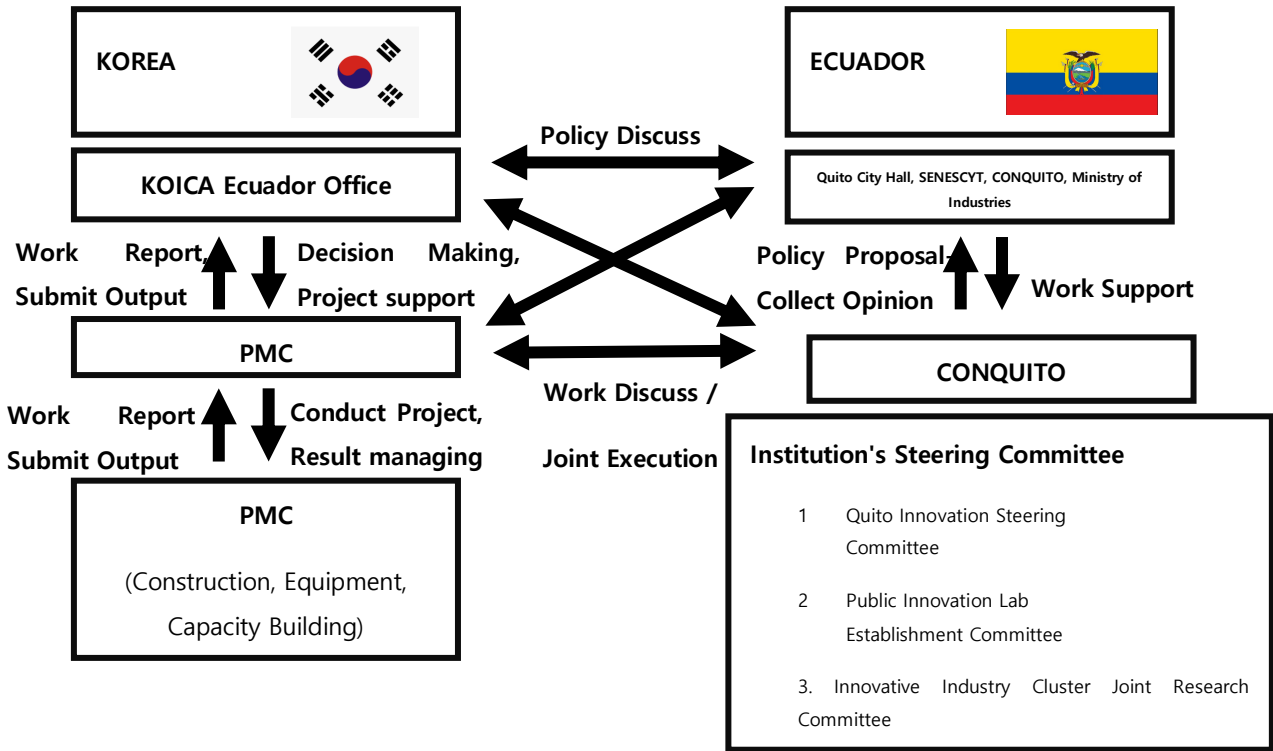 KOREA
ECUADOR
Policy Discuss
KOICA Ecuador Office
Quito City Hall, SENESCYT, CONQUITO, Ministry of
Industries
Work Report,
Submit Output
Decision Making,
Project support
Policy Proposal-
Collect Opinion
Work Support
PMC
CONQUITO
Work Discuss /
Joint Execution
Work Report
Submit Output
Conduct Project,
Result managing
PMC
(Construction, Equipment,
Capacity Building)
Institution's Steering Committee
1 Quito Innovation Steering
Committee
2 Public Innovation Lab
Establishment Committee
3. Innovative Industry Cluster Joint Research
Committee